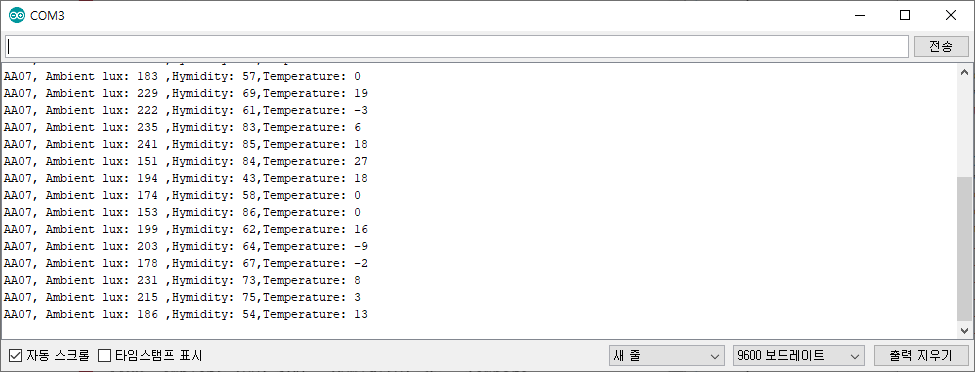 COM3
전송
AA07, Ambient lux: 183 ,Hymidity: 57,Temperature: 0
AA07, Ambient lux: 229 ,Hymidity: 69,Temperature: 19
AA07, Ambient lux: 222 ,Hymidity: 61,Temperature: -3
AA07, Ambient lux: 235 ,Hymidity: 83,Temperature: 6
AA07, Ambient lux: 241 ,Hymidity: 85,Temperature: 18
AA07, Ambient lux: 151 ,Hymidity: 84,Temperature: 27
AA07, Ambient lux: 194 ,Hymidity: 43,Temperature: 18
AA07, Ambient lux: 174 ,Hymidity: 58,Temperature: 0
AA07, Ambient lux: 153 ,Hymidity: 86,Temperature: 0
AA07, Ambient lux: 199 ,Hymidity: 62,Temperature: 16
AA07, Ambient lux: 203 ,Hymidity: 64,Temperature: -9
AA07, Ambient lux: 178 ,Hymidity: 67,Temperature: -2
AA07, Ambient lux: 231 ,Hymidity: 73,Temperature: 8
AA07, Ambient lux: 215 ,Hymidity: 75,Temperature: 3
AA07, Ambient lux: 186 ,Hymidity: 54,Temperature: 13
자동 스크롤 타임스탬프 표시 새 줄 9600 보드레이트 출력 지우기